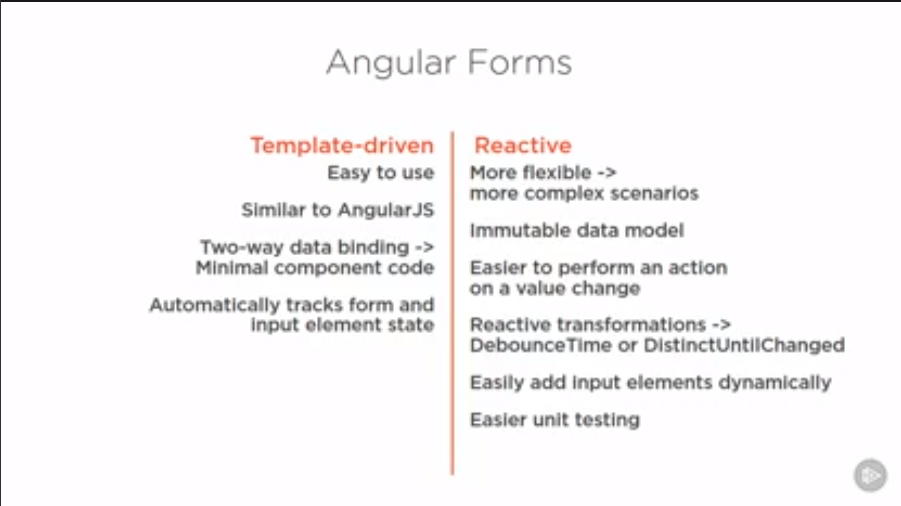 Angular Forms
Template-driven
Easy to use
Similar to AngularJS
Two-way data binding ->
Minimal component code
Automatically tracks form and
input element state
Reactive
More flexible ->
more complex scenarios
Immutable data model
Easier to perform an action
on a value change
Reactive transformations ->
DebounceTime or DistinctUntilChanged
Easily add input elements dynamically
Easier unit testing